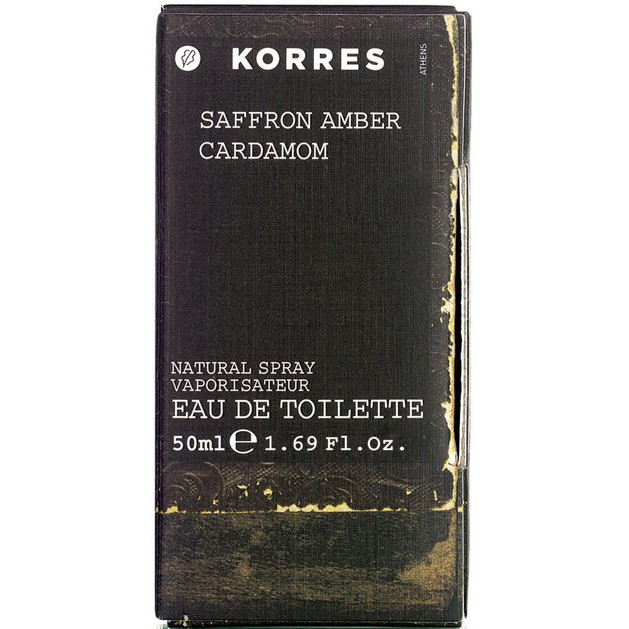 KORRES
ATHENS
SAFFRON AMBER
CARDAMOM
NATURAL SPRAY
VAPORISATEUR
EAU DE TOILETTE
50ml ℮ 1.69 Fl.Oz.